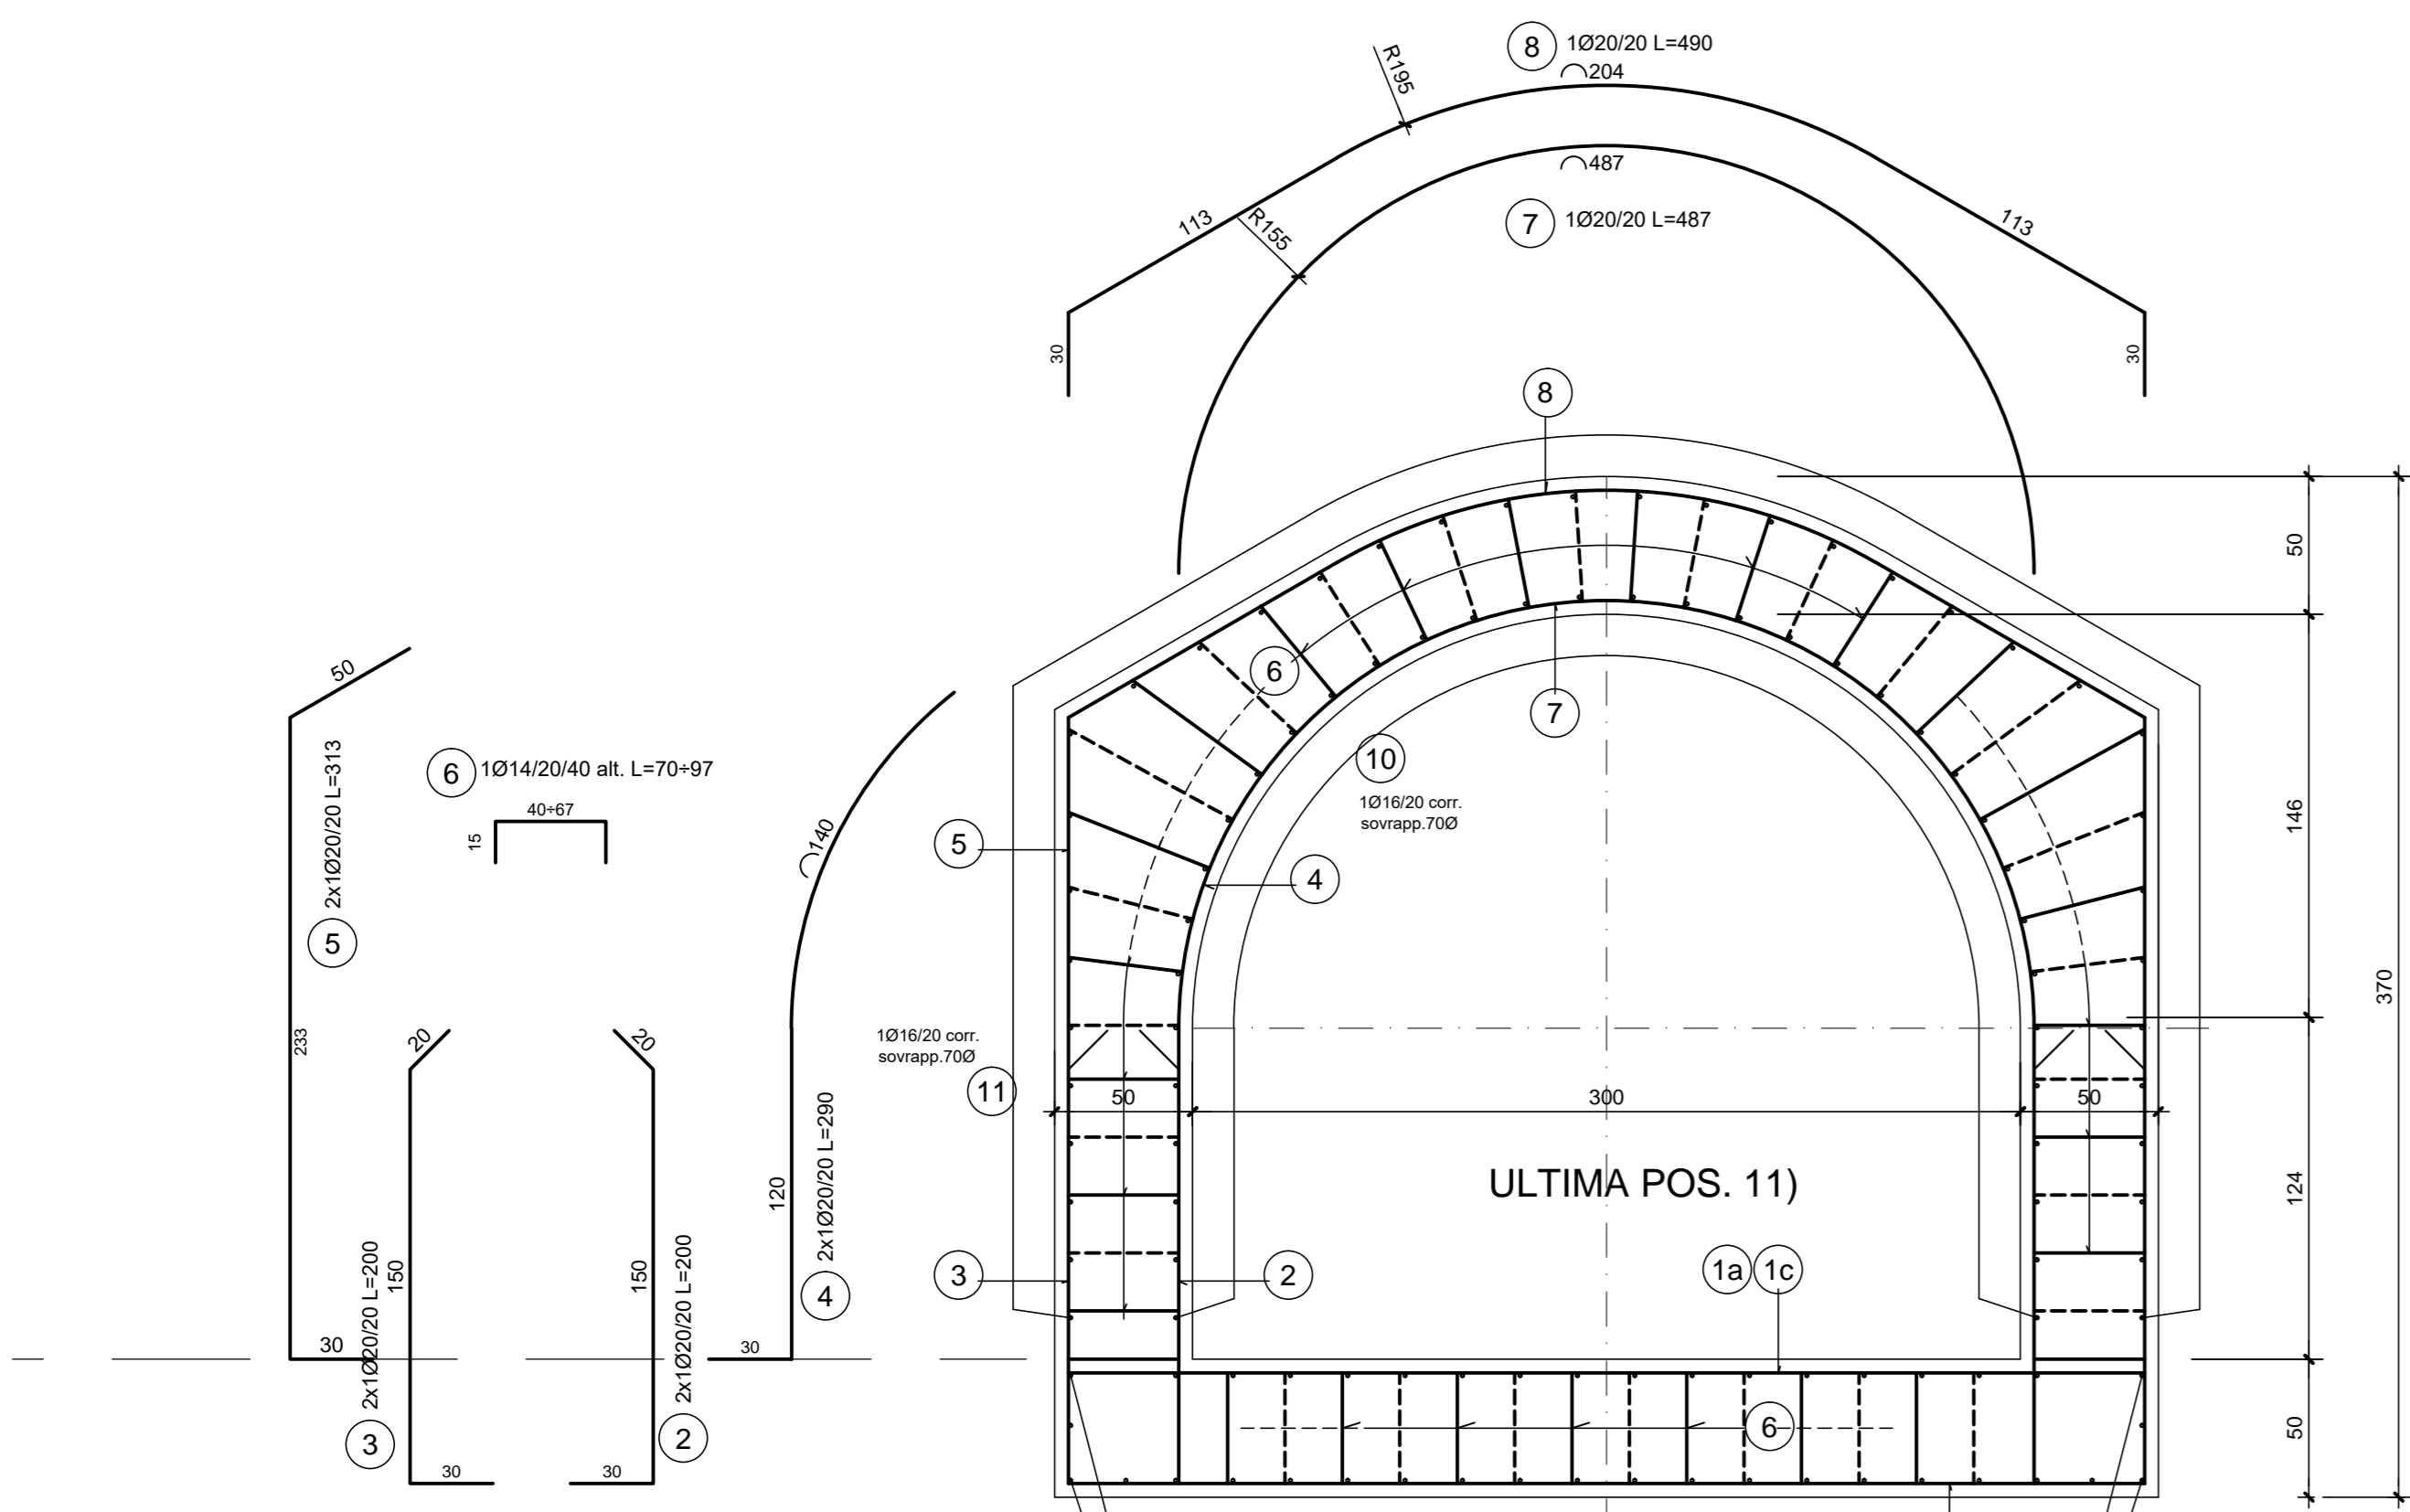 8 1Ø20/20 L=490
204
R195
487
7 1Ø20/20 L=487
113
R155
113
30
30
8
50
50
6
7
146
6 1Ø14/20/40 alt. L=70÷97
40÷67
15
10
1Ø16/20 corr.
sovrapp.70Ø
5
4
140
2x1Ø20/20 L=313
5
370
233
20
20
1Ø16/20 corr.
sovrapp.70Ø
11
50
300
50
2x1Ø20/20 L=290
120
4
124
ULTIMA POS. 11)
3
2
1a 1c
2x1Ø20/20 L=200
150
3
150
2x1Ø20/20 L=200
2
30
30
6
50
30
30